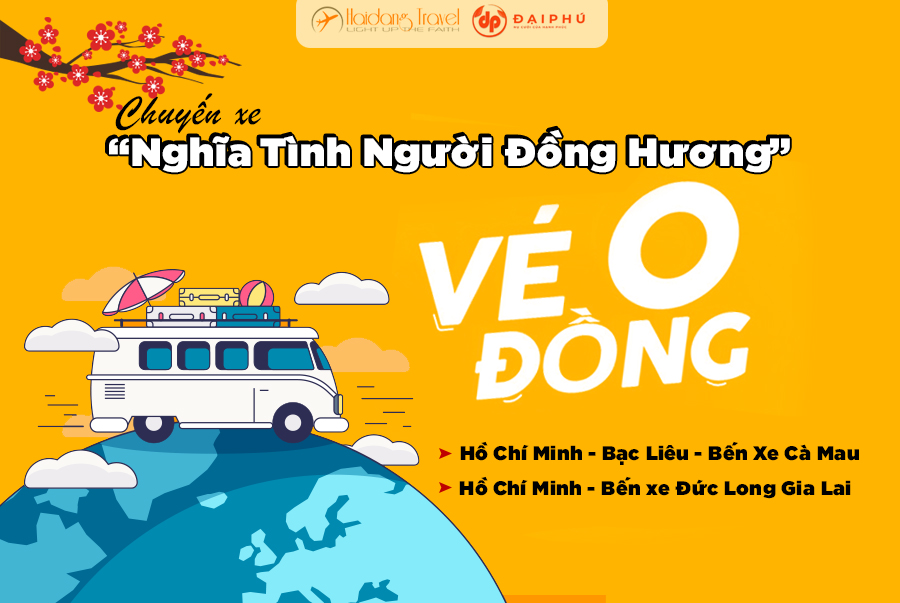 Haidang Travel
LIGHT UP THE FAITH
ĐẠI PHÚ
Chuyến xe
“Nghĩa Tình Người Đồng Hương”
VÉ 0
ĐỒNG
➤ Hồ Chí Minh - Bạc Liêu - Bến Xe Cà Mau
➤ Hồ Chí Minh - Bến xe Đức Long Gia Lai